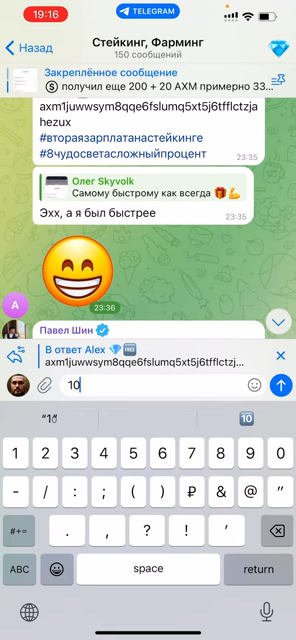 19:16
TELEGRAM
Назад
Стейкинг, Фарминг
150 сообщений
Закреплённое сообщение
получил еще 200 + 20 AXM примерно 33...
axm1juwwsym8qqe6fslumq5xt5j6tfflctzja
hezux
#втораязарплатанастейкинге
#8чудосветасложныйпроцент
23:35
Олег Skyvolk
Самому быстрому как всегда
Эхх, а я был быстрее
23:35
23:36
A
Павел Шин
В ответ Alex FREE
axm1juwwsym8qqe6fslumq5xt5j6tfflctzj...
10
10
1 2 3 4 5 6 7 8 9 0
- / : ; ( ) ₽ & @ ”
#+= . , ? ! ’
ABC space return